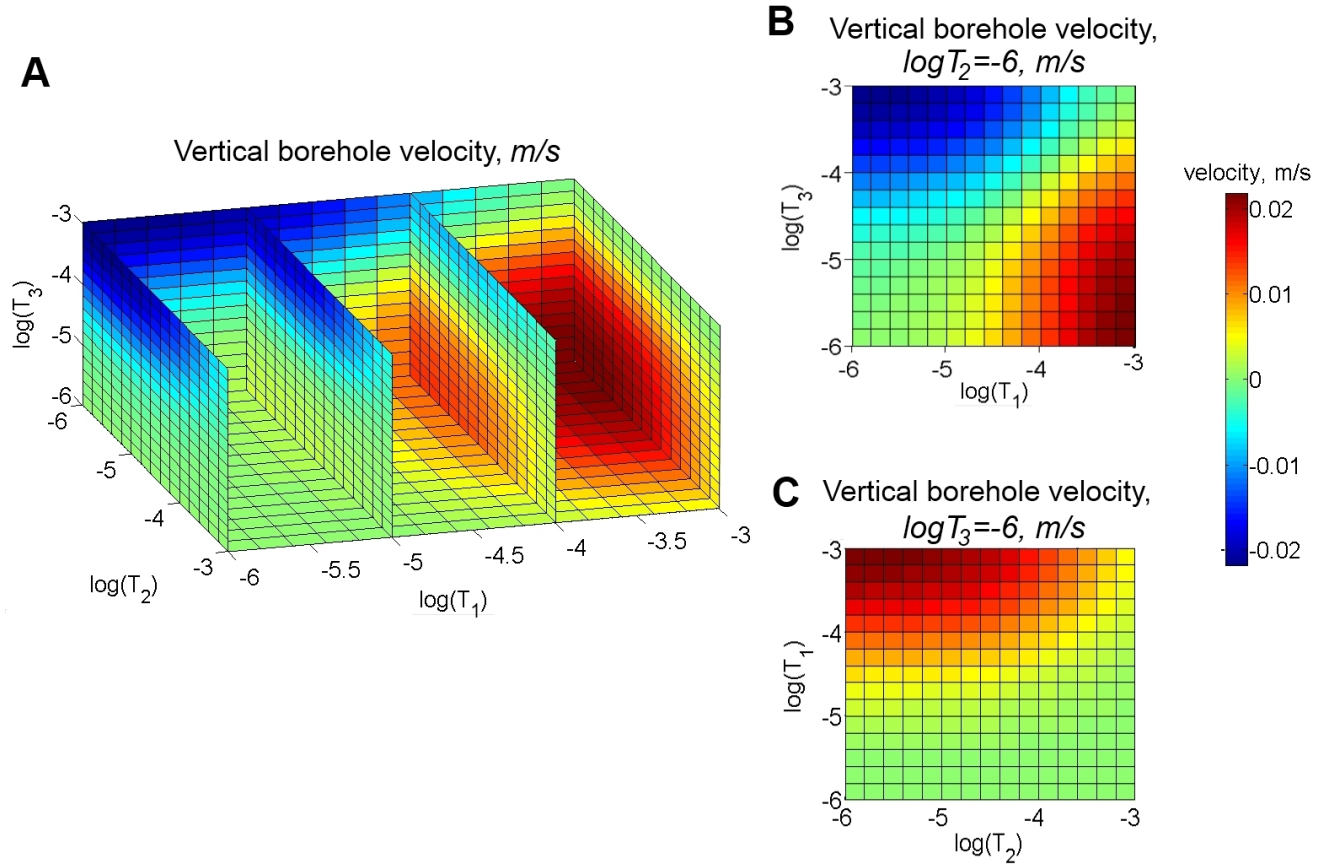 A
Vertical borehole velocity, m/s
-3
-4
-5
-6
log(T3)
-6
-5
-4
-3
log(T2)
-6
-5.5
-5
-4.5
-4
-3.5
-3
log(T1)
B
Vertical borehole velocity,
logT2=-6, m/s
-3
-4
-5
-6
log(T3)
-6
-5
-4
-3
log(T1)
velocity, m/s
0.02
0.01
0
-0.01
-0.02
C
Vertical borehole velocity,
logT3=-6, m/s
-3
-4
-5
-6
log(T1)
-6
-5
-4
-3
log(T2)